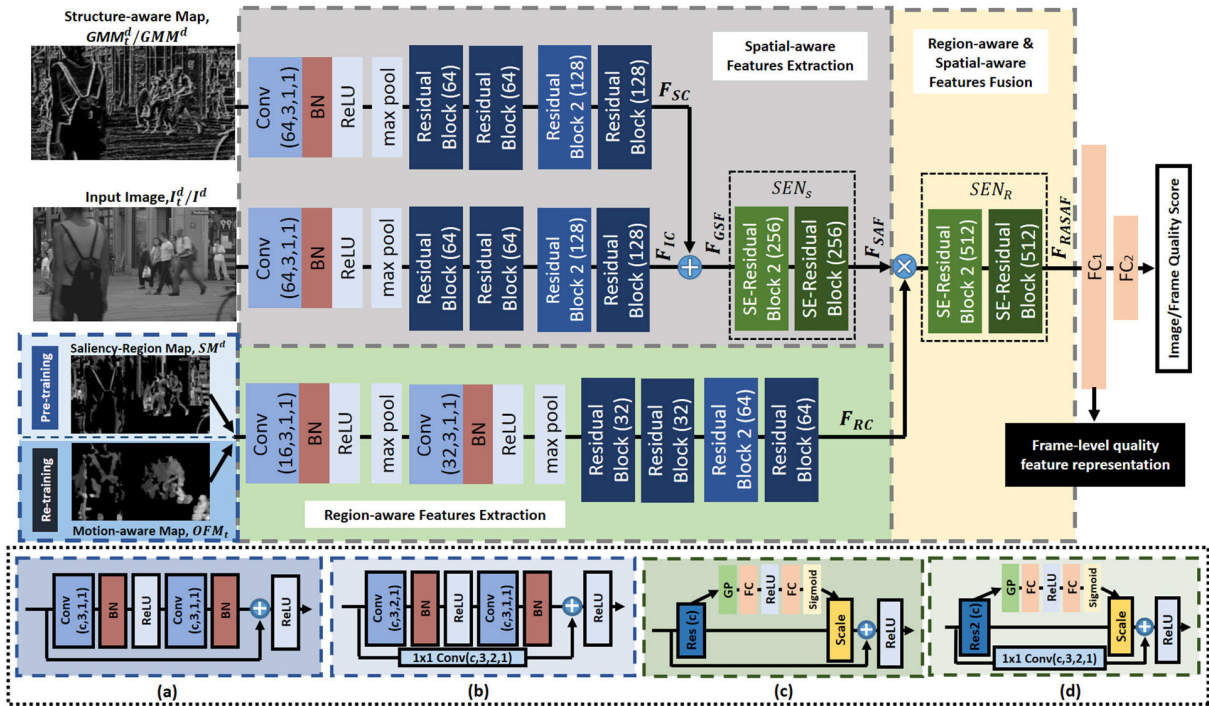 Structure-aware Map,
GMM_t^d/GMM^d
Spatial-aware
Features Extraction
Region-aware &
Spatial-aware
Features Fusion
Conv
(64,3,1,1)
BN
ReLU
max pool
Residual
Block (64)
Residual
Block (64)
Residual
Block 2 (128)
Residual
Block (128)
F_SC
Input Image,I_t^d/I^d
Conv
(64,3,1,1)
BN
ReLU
max pool
Residual
Block (64)
Residual
Block (64)
Residual
Block 2 (128)
Residual
Block (128)
F_IC
F_GSF
SEN_s
SE-Residual
Block 2 (256)
SE-Residual
Block (256)
F_SAF
SEN_R
SE-Residual
Block 2 (512)
SE-Residual
Block (512)
F_RASAF
FC1
FC2
Image/Frame Quality Score
Frame-level quality
feature representation
Pre-training
Saliency-Region Map, SM^d
Re-training
Motion-aware Map, OFM_t
Conv
(16,3,1,1)
BN
ReLU
max pool
Conv
(32,3,1,1)
BN
ReLU
max pool
Residual
Block (32)
Residual
Block (32)
Residual
Block 2 (64)
Residual
Block (64)
F_RC
Region-aware Features Extraction
Conv
(c,3,1,1)
BN
ReLU
Conv
(c,3,1,1)
BN
ReLU
(a)
Conv
(c,3,2,1)
BN
ReLU
Conv
(c,3,1,1)
BN
ReLU
1x1 Conv(c,3,2,1)
(b)
Res (c)
GP
FC
ReLU
FC
Sigmoid
Scale
ReLU
(c)
Res2 (c)
GP
FC
ReLU
FC
Sigmoid
Scale
ReLU
1x1 Conv(c,3,2,1)
(d)